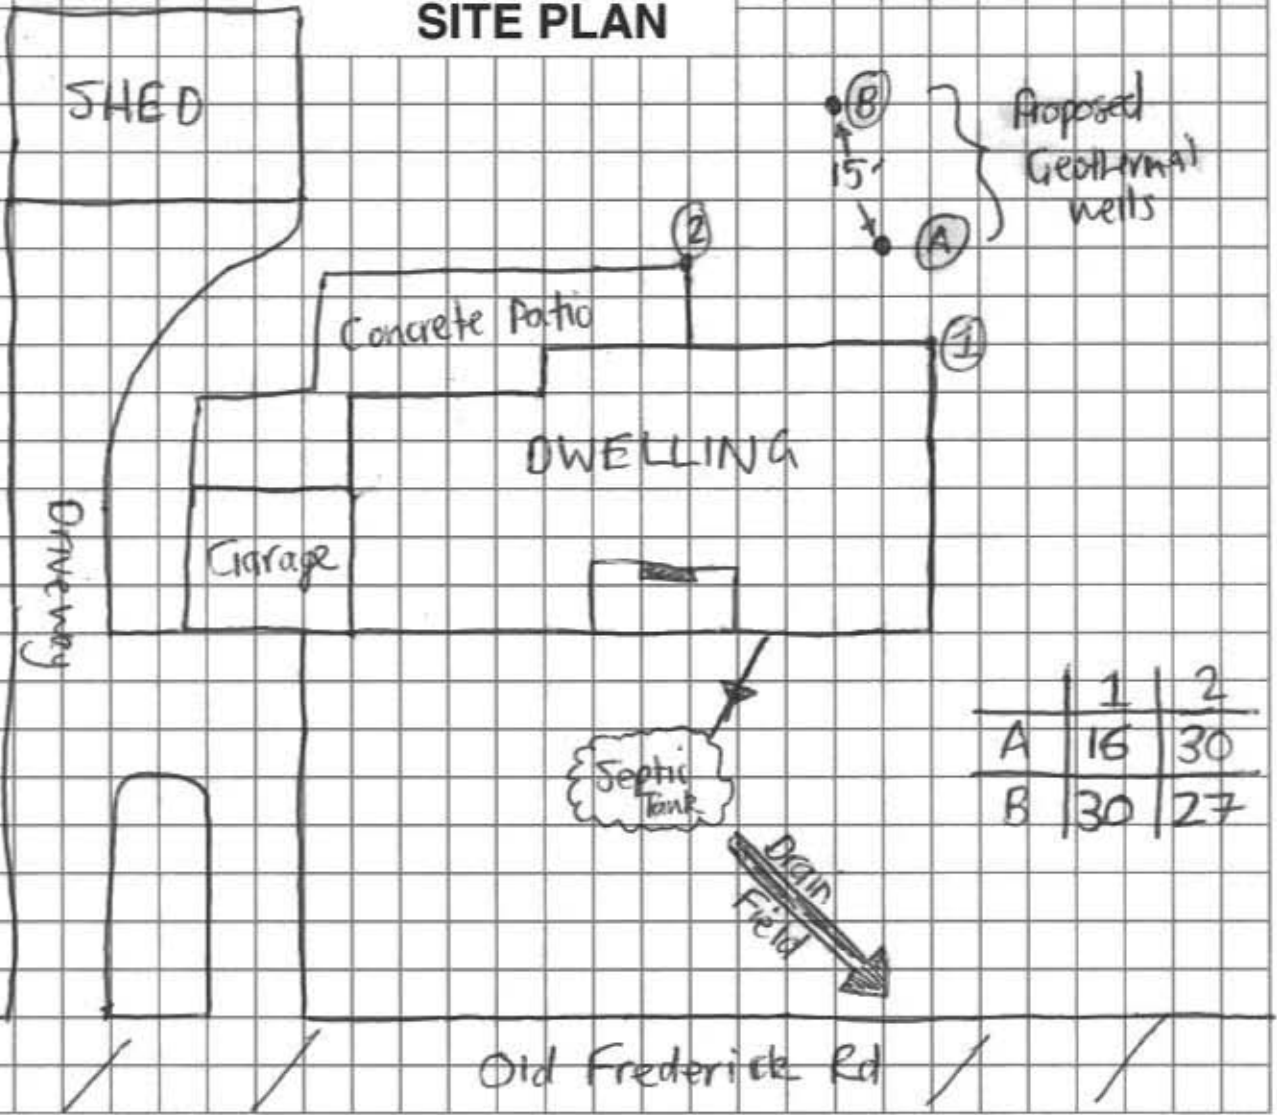 SITE PLAN
SHED
B
Proposed
Geothermal
wells
15'
2
A
Concrete Patio
1
DWELLING
Driveway
Garage
1 2
A 16 30
B 30 27
Septic
Tank
Drain
Field
Old Frederick Rd